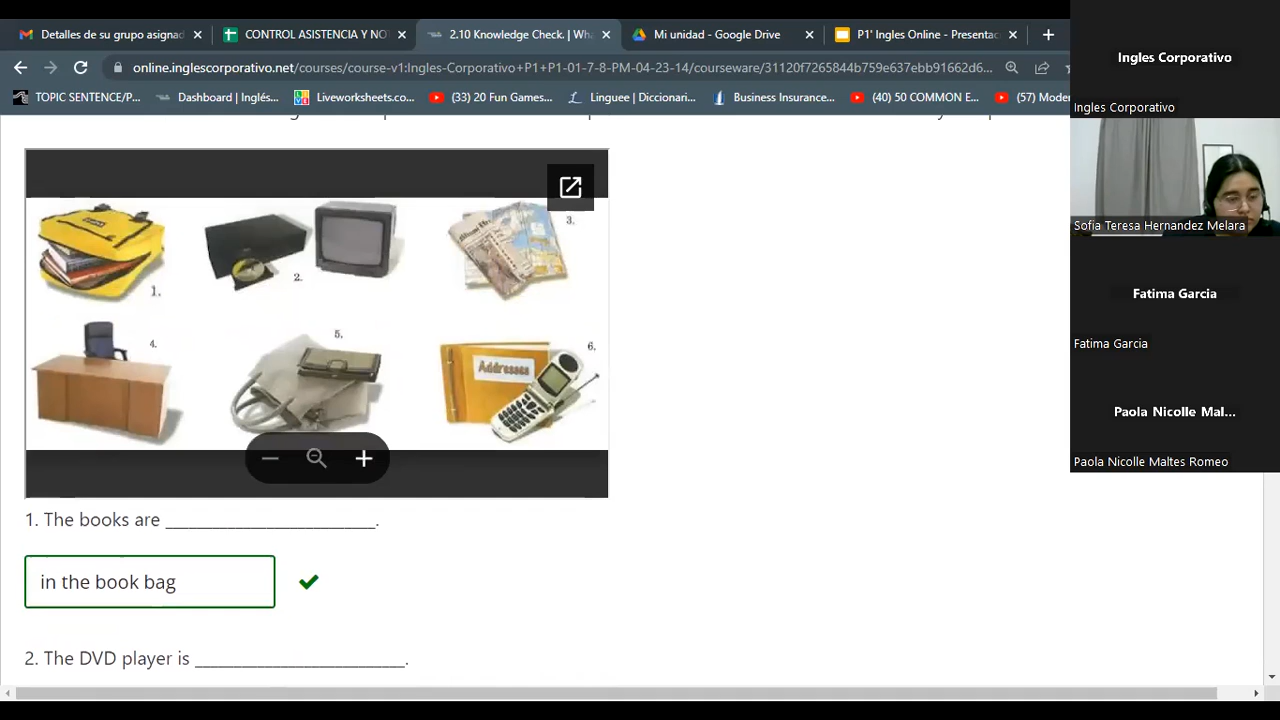 Detalles de su grupo asignad
CONTROL ASISTENCIA Y NO
2.10 Knowledge Check. | Wha
Mi unidad - Google Drive
P1' Ingles Online - Presentac
online.inglescorporativo.net/courses/course-v1:Ingles-Corporativo+P1+P1-01-7-8-PM-04-23-14/courseware/31120f7265844b759e637ebb91662d6...
TOPIC SENTENCE/P...
Dashboard | Inglés...
Liveworksheets.co...
(33) 20 Fun Games...
Linguee | Diccionari...
Business Insurance...
(40) 50 COMMON E...
(57) Moder
Ingles Corporativo
Ingles Corporativo
Sofia Teresa Hernandez Melara
Fatima Garcia
Fatima Garcia
Paola Nicolle Mal...
Paola Nicolle Maltes Romeo
1.
2.
3.
4.
5.
6.
Addresses
1. The books are ________________________.
in the book bag
2. The DVD player is ________________________.